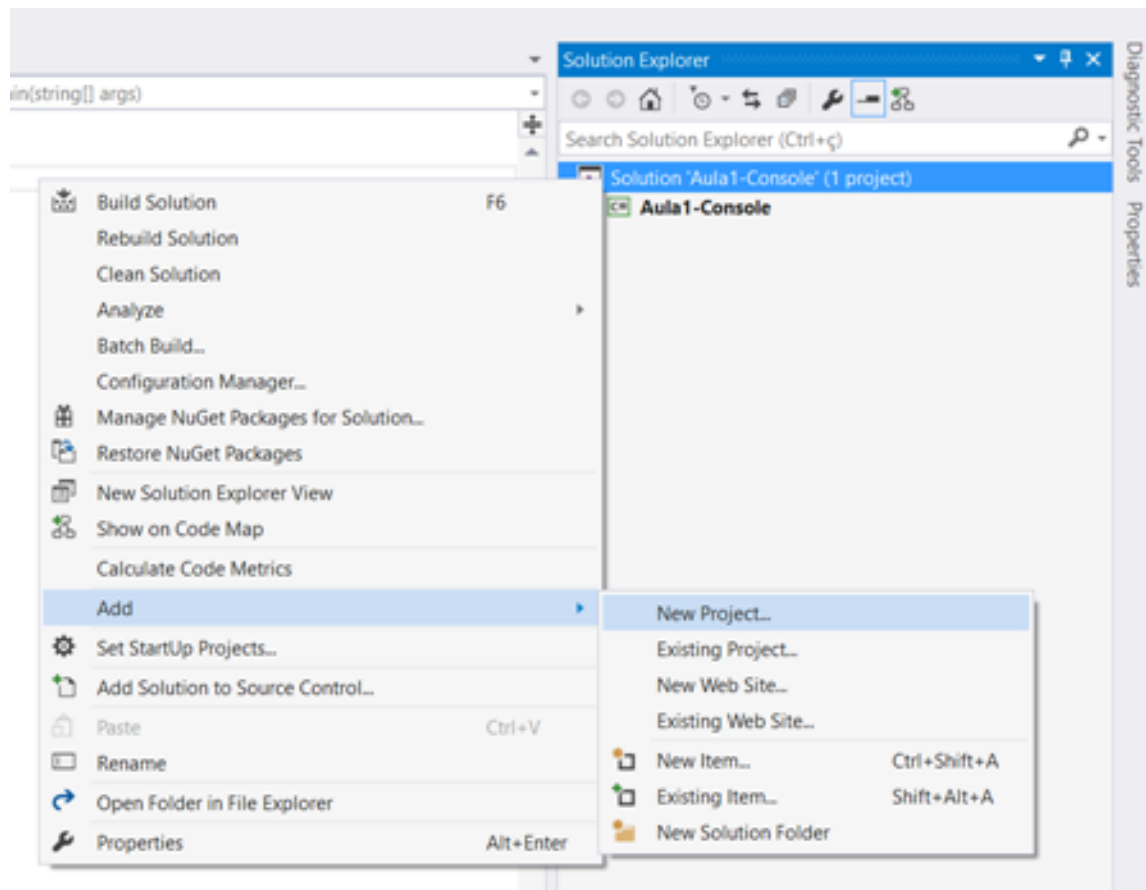 in(string[] args)
Solution Explorer
Search Solution Explorer (Ctrl+ç)
Solution 'Aula1-Console' (1 project)
C#
Aula1-Console
Diagnostic Tools
Properties
Build Solution F6
Rebuild Solution
Clean Solution
Analyze
Batch Build...
Configuration Manager...
Manage NuGet Packages for Solution...
Restore NuGet Packages
New Solution Explorer View
Show on Code Map
Calculate Code Metrics
Add
Set StartUp Projects...
Add Solution to Source Control...
Paste Ctrl+V
Rename
Open Folder in File Explorer
Properties Alt+Enter
New Project...
Existing Project...
New Web Site...
Existing Web Site...
New Item... Ctrl+Shift+A
Existing Item... Shift+Alt+A
New Solution Folder